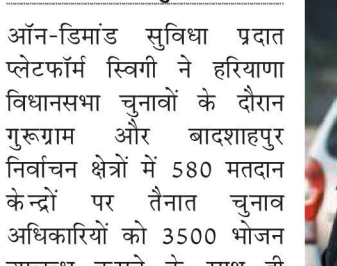 ऑन-डिमांड सुविधा प्रदात
प्लेटफॉर्म स्विगी ने हरियाणा
विधानसभा चुनावों के दौरान
गुरूग्राम और बादशाहपुर
निर्वाचन क्षेत्रों में 580 मतदान
केन्द्रों पर तैनात चुनाव
अधिकारियों को 3500 भोजन